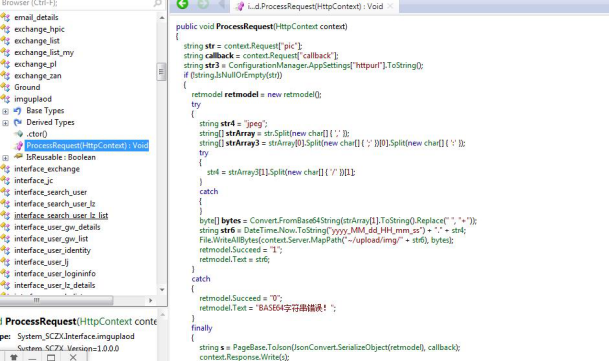 Browser (Ctrl+F);
i...d.ProcessRequest(HttpContext) : Void
email_details
exchange_hpic
exchange_list
exchange_list_my
exchange_pl
exchange_zan
Ground
imguplaod
Base Types
Derived Types
.ctor()
ProcessRequest(HttpContext) : Void
IsReusable : Boolean
interface_exchange
interface_jc
interface_search_user
interface_search_user_lz
interface_search_user_lz_list
interface_user_gw_details
interface_user_gw_list
interface_user_identity
interface_user_lj
interface_user_logininfo
interface_user_lz_details
d ProcessRequest(HttpContext conte
pe: System_SCZX.Interface.imguplaod
System_SCZX, Version=1.0.0.0
public void ProcessRequest(HttpContext context)
{
string str = context.Request["pic"];
string callback = context.Request["callback"];
string str3 = ConfigurationManager.AppSettings["httpurl"].ToString();
if (!string.IsNullOrEmpty(str))
{
retmodel retmodel = new retmodel();
try
{
string str4 = "jpeg";
string[] strArray = str.Split(new char[] { ',' });
string[] strArray3 = strArray[0].Split(new char[] { ';' })[0].Split(new char[] { ':' });
try
{
str4 = strArray3[1].Split(new char[] { '/' })[1];
}
catch
{
}
byte[] bytes = Convert.FromBase64String(strArray[1].ToString().Replace(" ", "+"));
string str6 = DateTime.Now.ToString("yyyy_MM_dd_HH_mm_ss") + "." + str4;
File.WriteAllBytes(context.Server.MapPath("~/upload/img/" + str6), bytes);
retmodel.Succeed = "1";
retmodel.Text = str6;
}
catch
{
retmodel.Succeed = "0";
retmodel.Text = "BASE64字符串错误！";
}
finally
{
string s = PageBase.ToJson(JsonConvert.SerializeObject(retmodel), callback);
context.Response.Write(s);